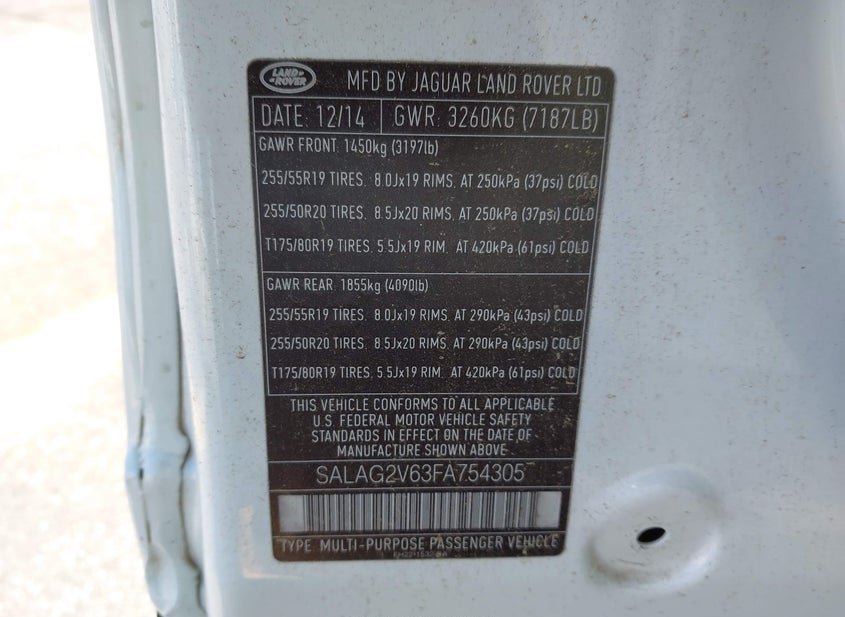 LAND
ROVER
MFD BY JAGUAR LAND ROVER LTD
DATE: 12/14 GWR: 3260KG (7187LB)
GAWR FRONT: 1450kg (3197lb)
255/55R19 TIRES. 8.0Jx19 RIMS. AT 250kPa (37psi) COLD
255/50R20 TIRES. 8.5Jx20 RIMS. AT 250kPa (37psi) COLD
T175/80R19 TIRES. 5.5Jx19 RIM. AT 420kPa (61psi) COLD
GAWR REAR: 1855kg (4090lb)
255/55R19 TIRES. 8.0Jx19 RIMS. AT 290kPa (43psi) COLD
255/50R20 TIRES. 8.5Jx20 RIMS. AT 290kPa (43psi) COLD
T175/80R19 TIRES. 5.5Jx19 RIM. AT 420kPa (61psi) COLD
THIS VEHICLE CONFORMS TO ALL APPLICABLE
U.S. FEDERAL MOTOR VEHICLE SAFETY
STANDARDS IN EFFECT ON THE DATE OF
MANUFACTURE SHOWN ABOVE
SALAG2V63FA754305
TYPE: MULTI-PURPOSE PASSENGER VEHICLE